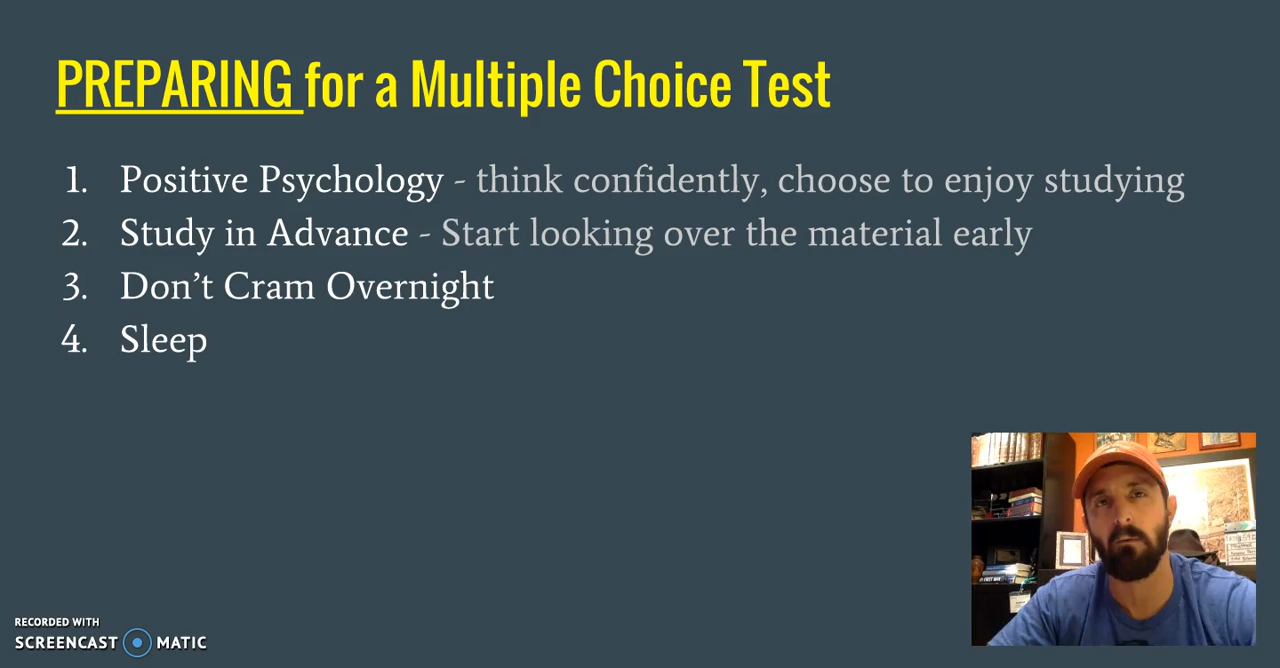 PREPARING for a Multiple Choice Test
1. Positive Psychology - think confidently, choose to enjoy studying
2. Study in Advance - Start looking over the material early
3. Don’t Cram Overnight
4. Sleep
RECORDED WITH
SCREENCAST MATIC